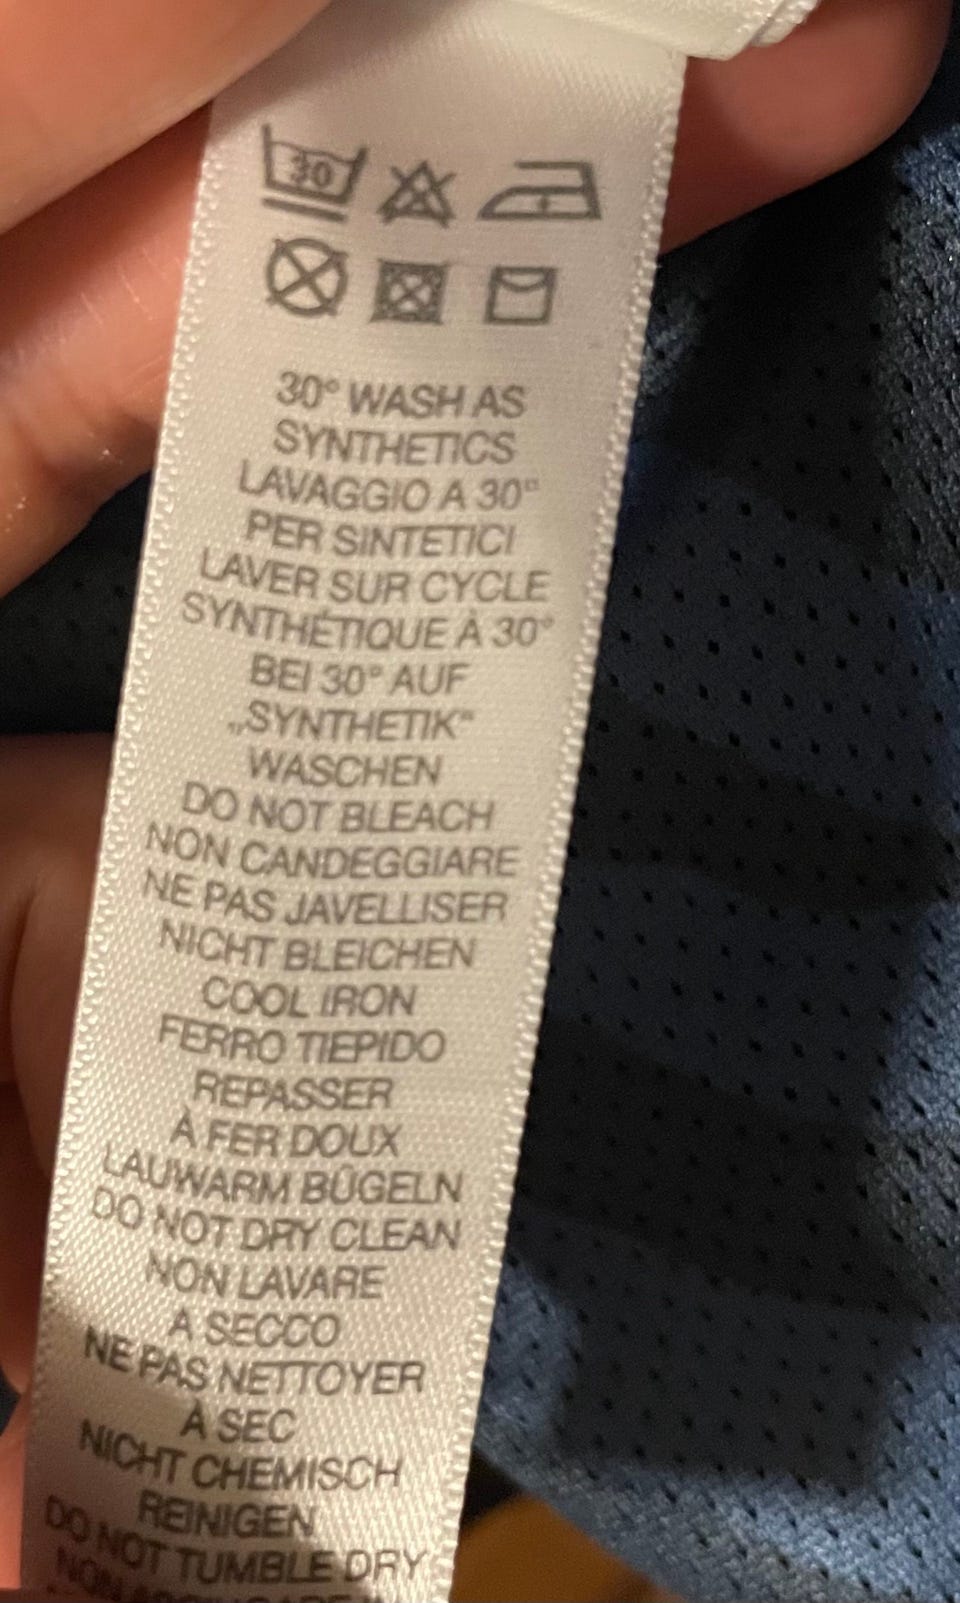 30
30° WASH AS
SYNTHETICS
LAVAGGIO A 30°
PER SINTETICI
LAVER SUR CYCLE
SYNTHÉTIQUE À 30°
BEI 30° AUF
„SYNTHETIK“
WASCHEN
DO NOT BLEACH
NON CANDEGGIARE
NE PAS JAVELLISER
NICHT BLEICHEN
COOL IRON
FERRO TIEPIDO
REPASSER
À FER DOUX
LAUWARM BÜGELN
DO NOT DRY CLEAN
NON LAVARE
A SECCO
NE PAS NETTOYER
À SEC
NICHT CHEMISCH
REINIGEN
DO NOT TUMBLE DRY
NON